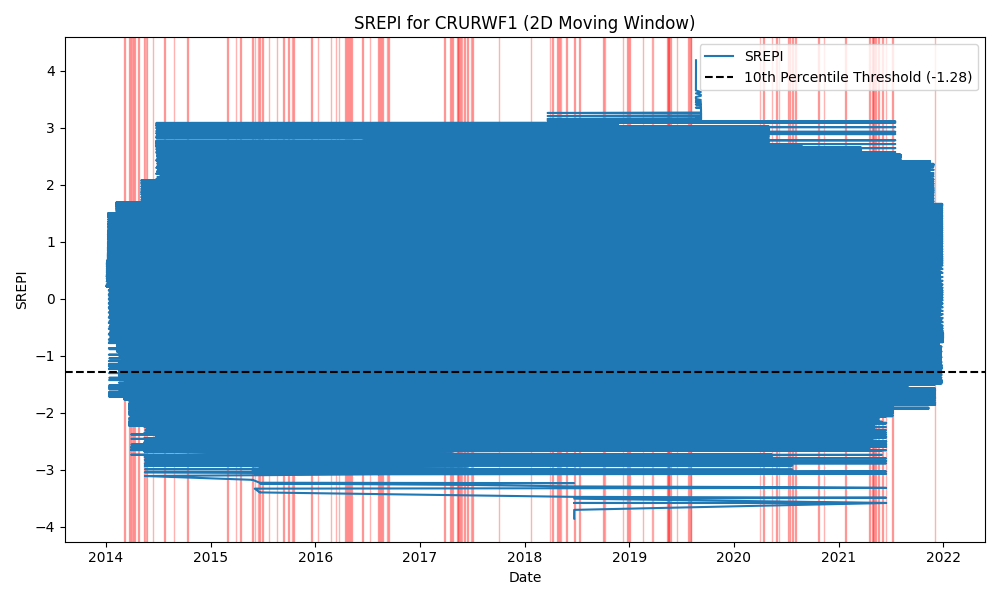 SREPI for CRURWF1 (2D Moving Window)
SREPI
10th Percentile Threshold (-1.28)
SREPI
4
3
2
1
0
−1
−2
−3
−4
2014 2015 2016 2017 2018 2019 2020 2021 2022
Date